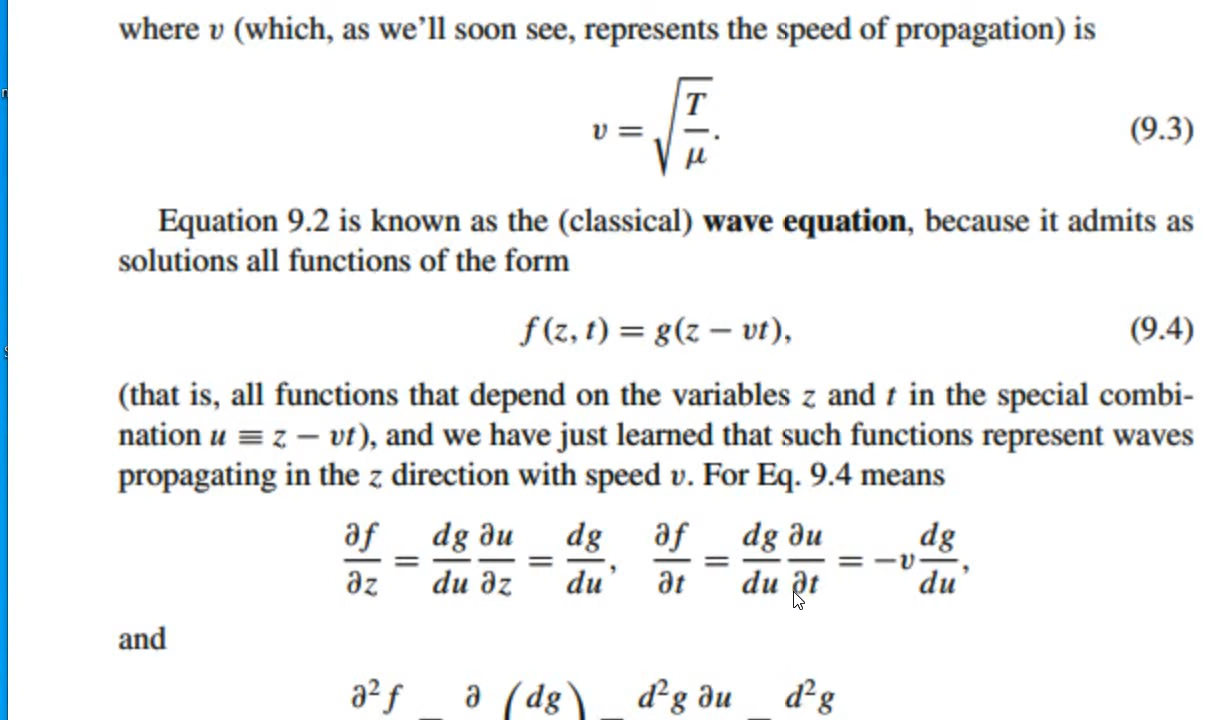 where v (which, as we'll soon see, represents the speed of propagation) is
v = √(T/μ). (9.3)
Equation 9.2 is known as the (classical) wave equation, because it admits as
solutions all functions of the form
f(z, t) = g(z − vt), (9.4)
(that is, all functions that depend on the variables z and t in the special combi-
nation u ≡ z − vt), and we have just learned that such functions represent waves
propagating in the z direction with speed v. For Eq. 9.4 means
∂f/∂z = dg/du ∂u/∂z = dg/du, ∂f/∂t = dg/du ∂u/∂t = −v dg/du,
and
∂²f = ∂ (dg) = d²g ∂u = d²g